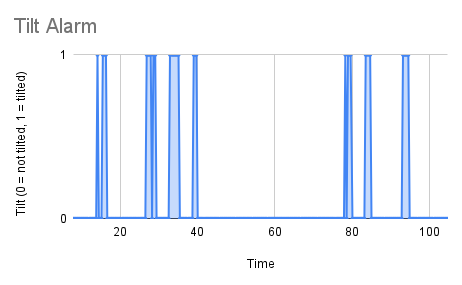 Tilt Alarm
1
Tilt (0 = not tilted, 1 = tilted)
0
20 40 60 80 100
Time